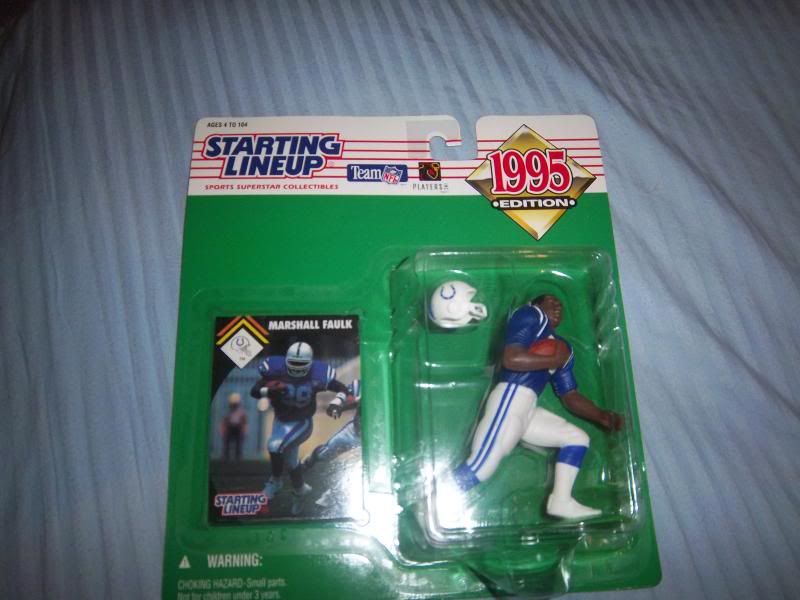 AGES 4 TO 104
STARTING
LINEUP
SPORTS SUPERSTAR COLLECTIBLES
Team NFL
PLAYERS
1995
EDITION
MARSHALL FAULK
STARTING
LINEUP
WARNING:
CHOKING HAZARD-Small parts.
Not for children under 3 years.